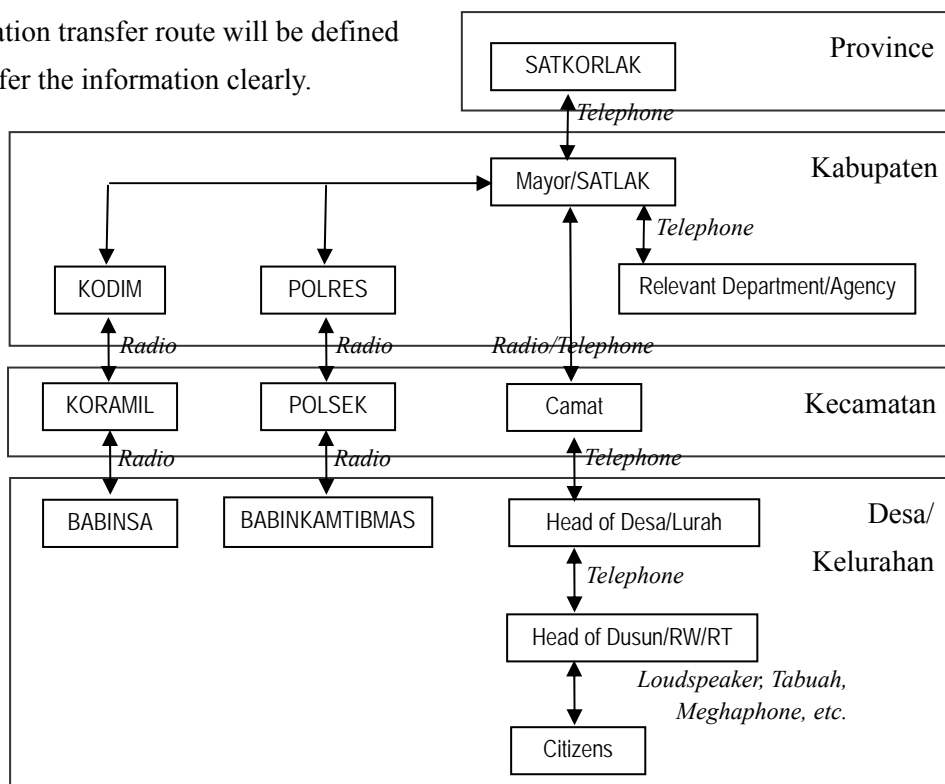 ation transfer route will be defined
fer the information clearly.
Province
SATKORLAK
Telephone
Kabupaten
Mayor/SATLAK
Telephone
KODIM
POLRES
Relevant Department/Agency
Radio
Radio
Radio/Telephone
KORAMIL
POLSEK
Camat
Kecamatan
Radio
Radio
Telephone
BABINSA
BABINKAMTIBMAS
Head of Desa/Lurah
Desa/
Kelurahan
Telephone
Head of Dusun/RW/RT
Loudspeaker, Tabuah,
Meghaphone, etc.
Citizens